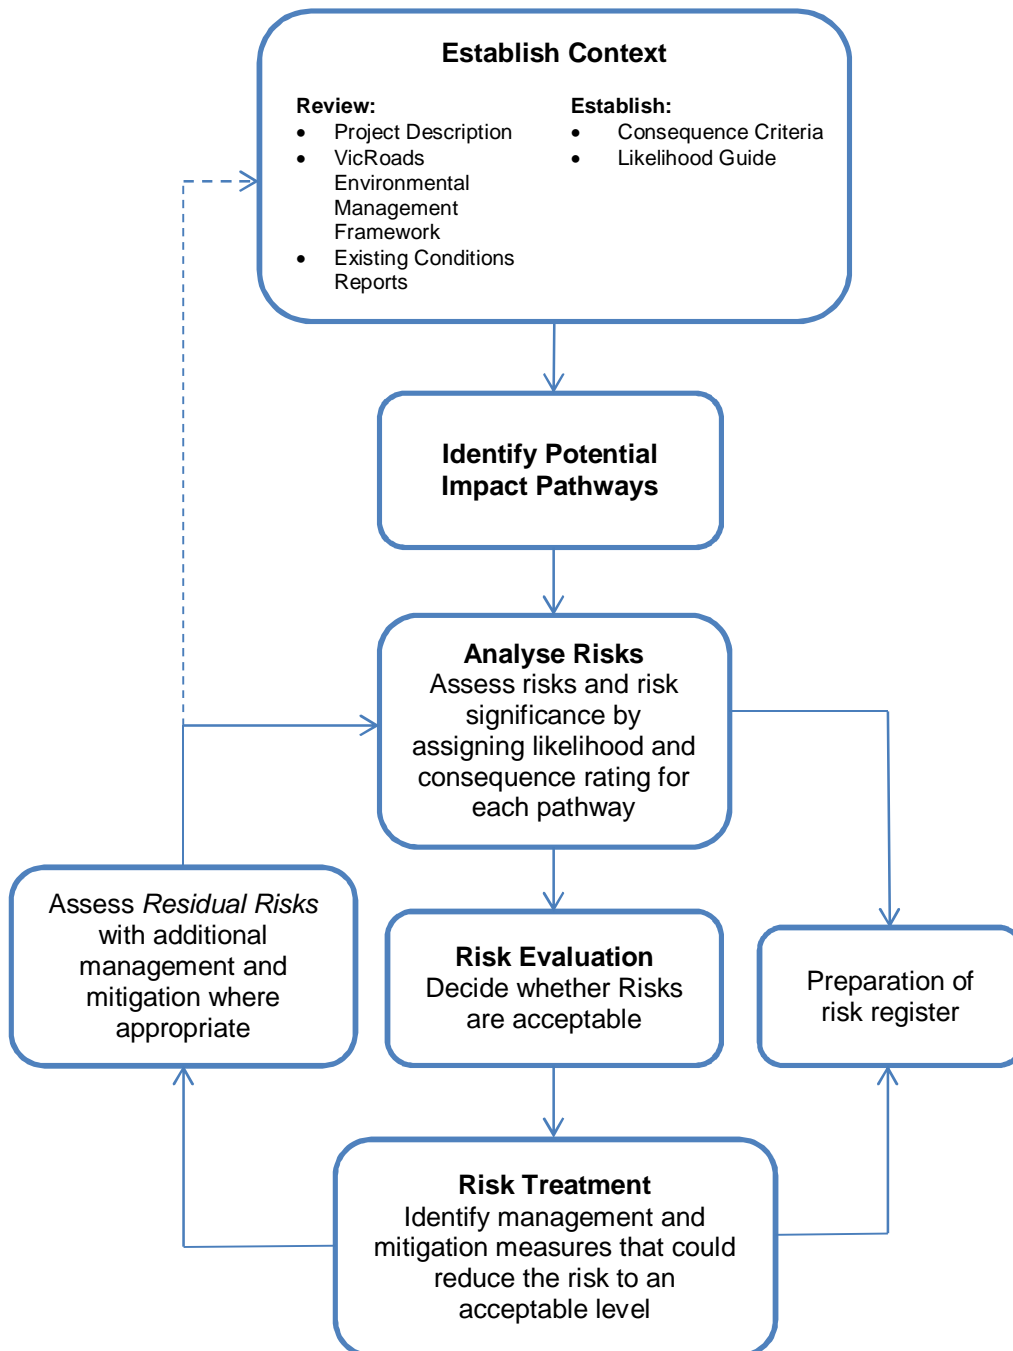 Establish Context
Review:
• Project Description
• VicRoads
Environmental
Management
Framework
• Existing Conditions
Reports
Establish:
• Consequence Criteria
• Likelihood Guide
Identify Potential
Impact Pathways
Analyse Risks
Assess risks and risk
significance by
assigning likelihood and
consequence rating for
each pathway
Assess Residual Risks
with additional
management and
mitigation where
appropriate
Risk Evaluation
Decide whether Risks
are acceptable
Preparation of
risk register
Risk Treatment
Identify management and
mitigation measures that could
reduce the risk to an
acceptable level